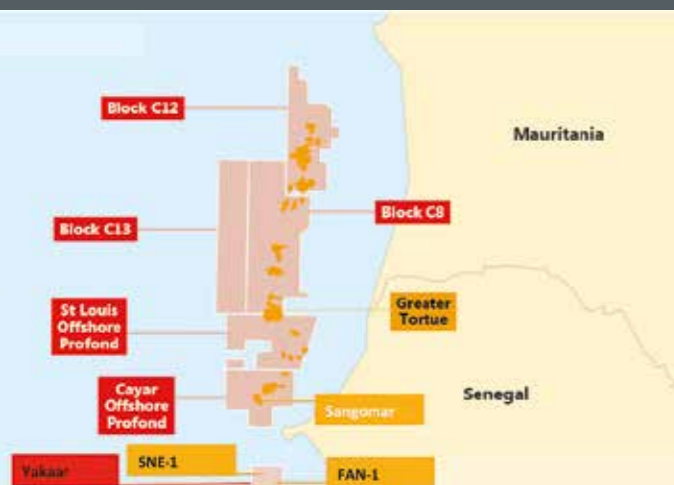 Block C12
Mauritania
Block C8
Block C13
Greater
Tortue
St Louis
Offshore
Profond
Senegal
Cayar
Offshore
Profond
Sangomar
SNE-1
Yakaar
FAN-1